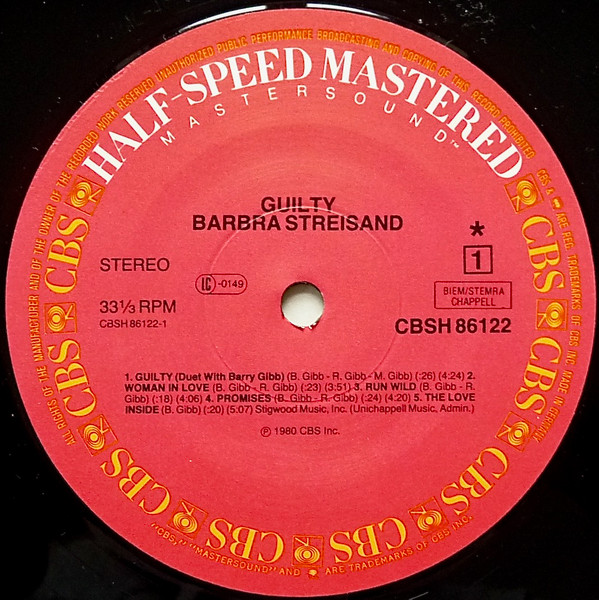 ALL RIGHTS OF THE MANUFACTURER AND OF THE OWNER OF THE RECORDED WORK RESERVED UNAUTHORIZED PUBLIC PERFORMANCE BROADCASTING AND COPYING OF THIS RECORD PROHIBITED
CBS & ARE REG. TRADEMARKS OF CBS INC. MADE IN GERMANY
HALF-SPEED MASTERED
MASTERSOUND™
GUILTY
BARBRA STREISAND
STEREO
LC -0149
*
1
33⅓ RPM
CBSH 86122-1
BIEM/STEMRA
CHAPPELL
CBSH 86122
1. GUILTY (Duet With Barry Gibb) (B. Gibb - R. Gibb - M. Gibb) (:26) (4:24) 2.
WOMAN IN LOVE (B. Gibb - R. Gibb) (:23) (3:51) 3. RUN WILD (B. Gibb - R.
Gibb) (:18) (4:06) 4. PROMISES (B. Gibb - R. Gibb) (:24) (4:20) 5. THE LOVE
INSIDE (B. Gibb) (:20) (5:07) Stigwood Music, Inc. (Unichappell Music, Admin.)
℗ 1980 CBS Inc.
CBS
CBS
CBS
CBS
CBS
CBS
CBS
CBS
CBS
"CBS," "MASTERSOUND" AND ARE TRADEMARKS OF CBS INC.